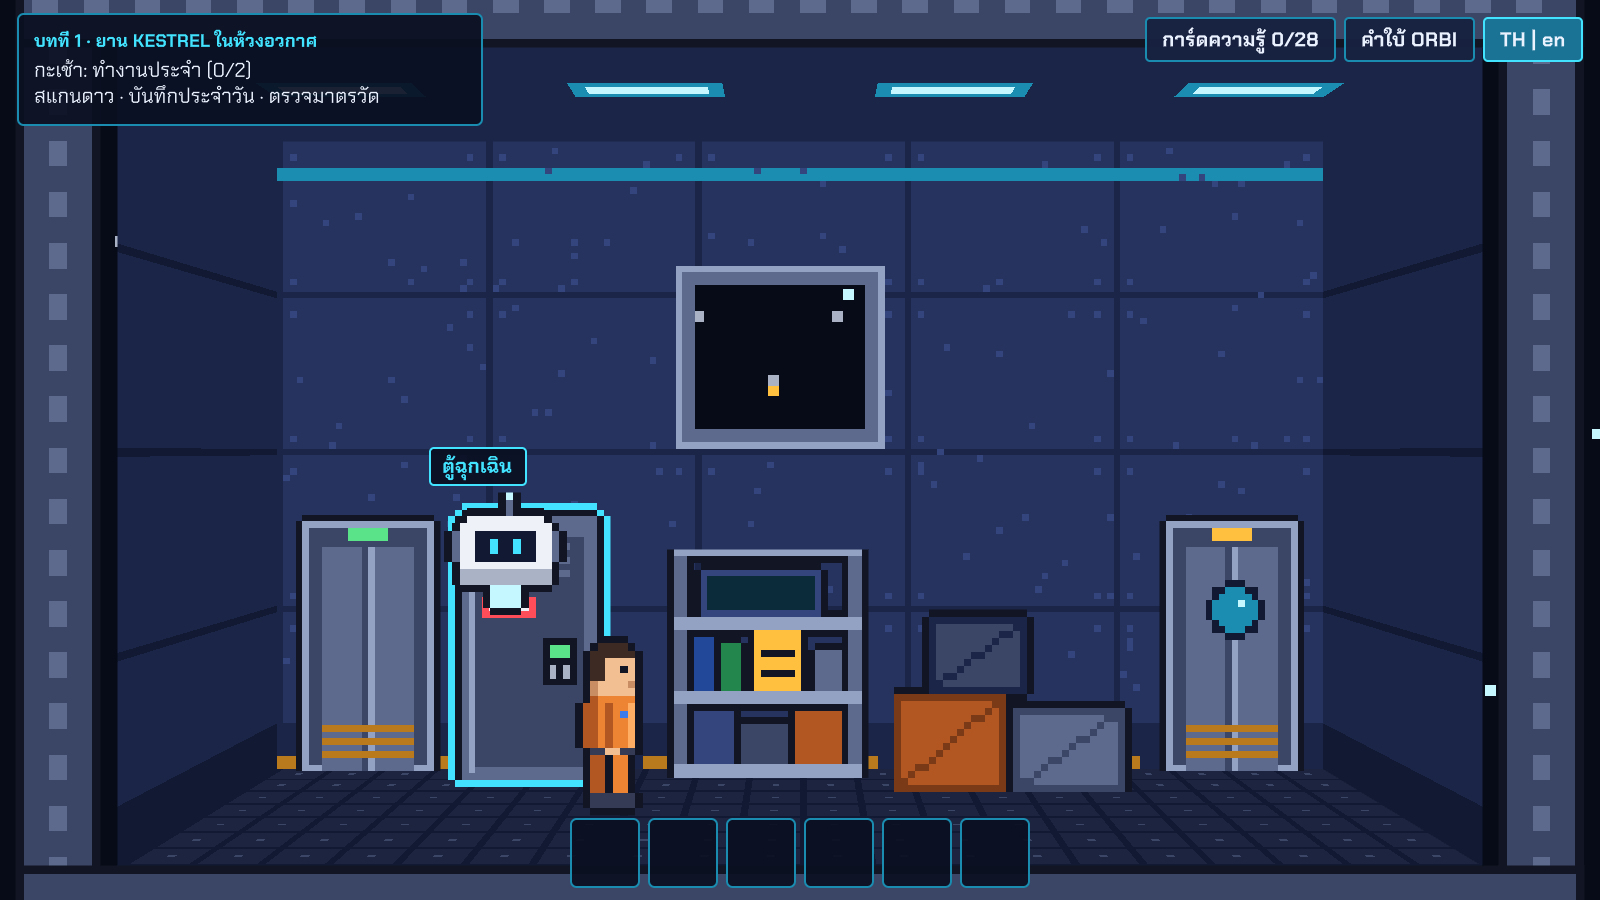 บทที่ 1 · ยาน KESTREL ในห้วงอวกาศ
กะเช้า: ทำงานประจำ (0/2)
สแกนดาว · บันทึกประจำวัน · ตรวจมาตรวัด
การ์ดความรู้ 0/28
คำใบ้ ORBI
TH | en
ตู้ฉุกเฉิน